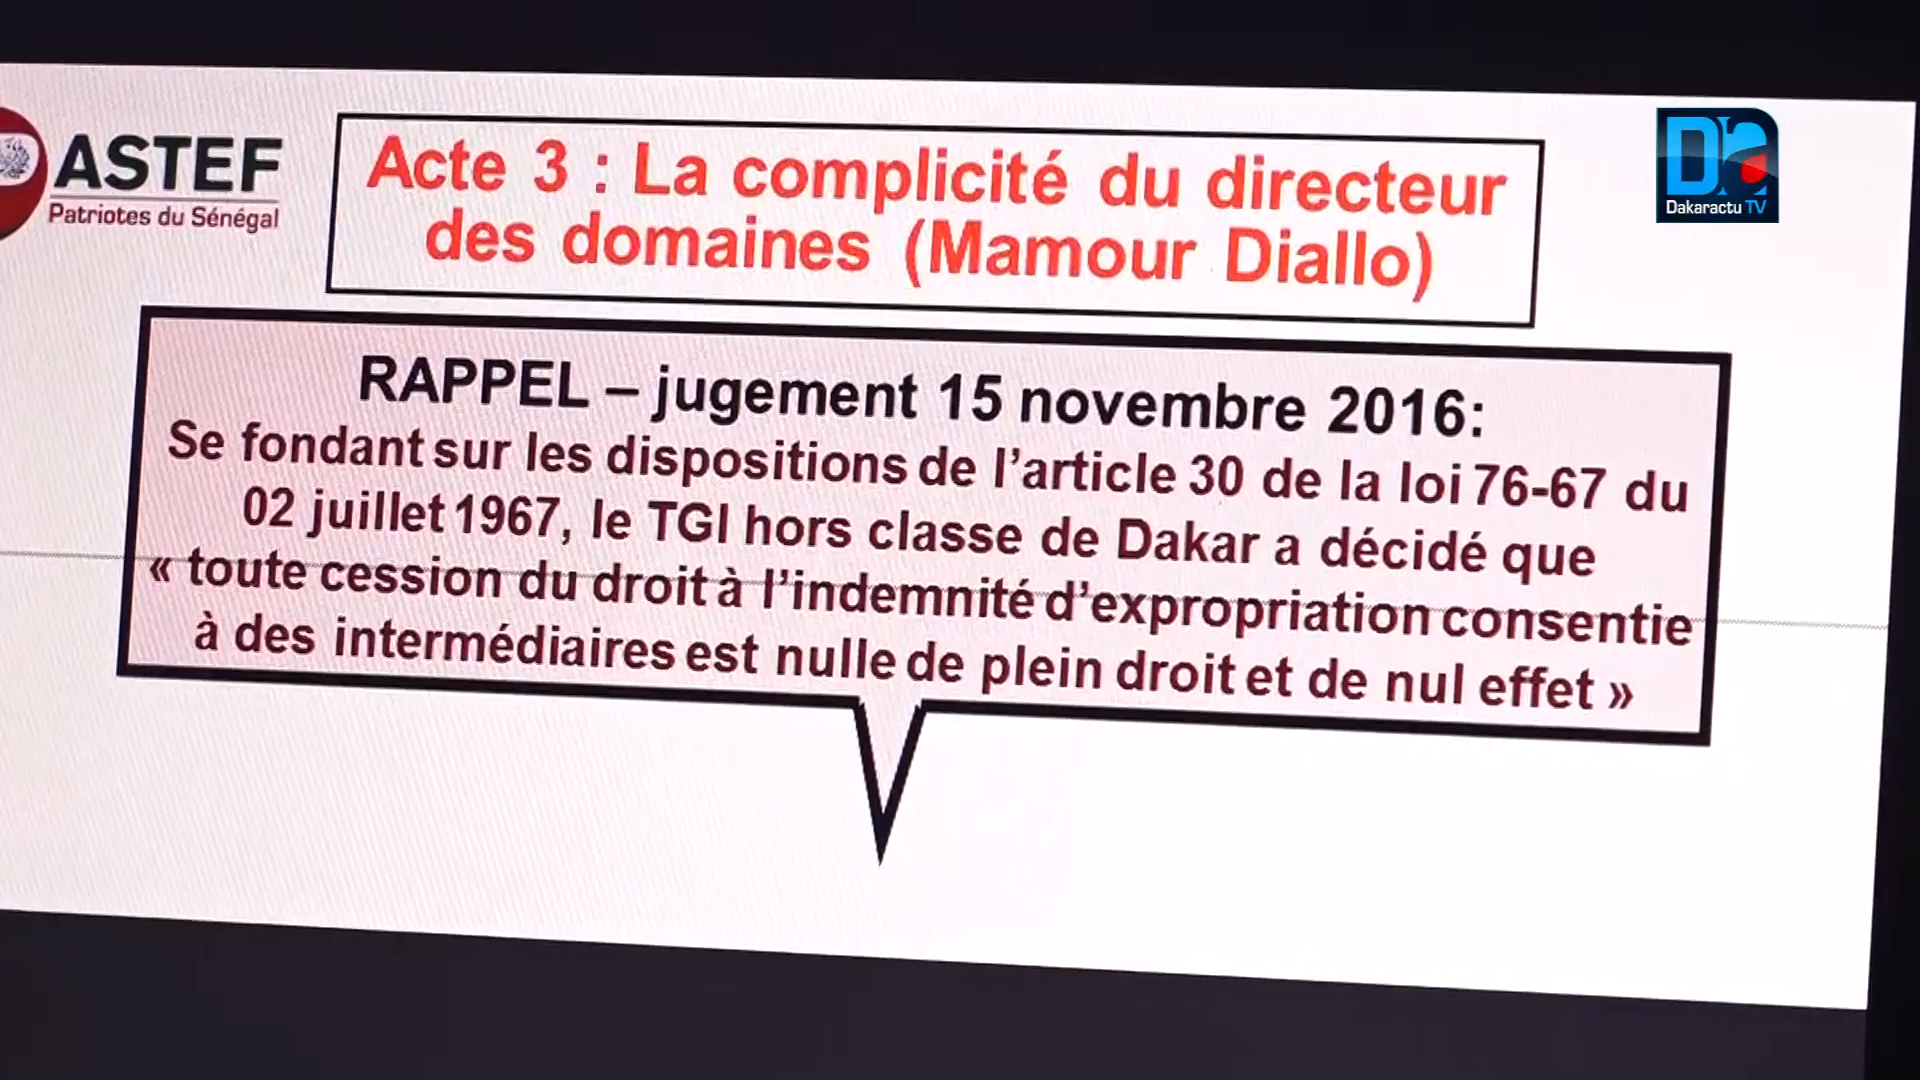 ASTEF
Patriotes du Sénégal
Acte 3 : La complicité du directeur
des domaines (Mamour Diallo)
Dakaractu TV
RAPPEL – jugement 15 novembre 2016:
Se fondant sur les dispositions de l’article 30 de la loi 76-67 du
02 juillet 1967, le TGI hors classe de Dakar a décidé que
« toute cession du droit à l’indemnité d’expropriation consentie
à des intermédiaires est nulle de plein droit et de nul effet »